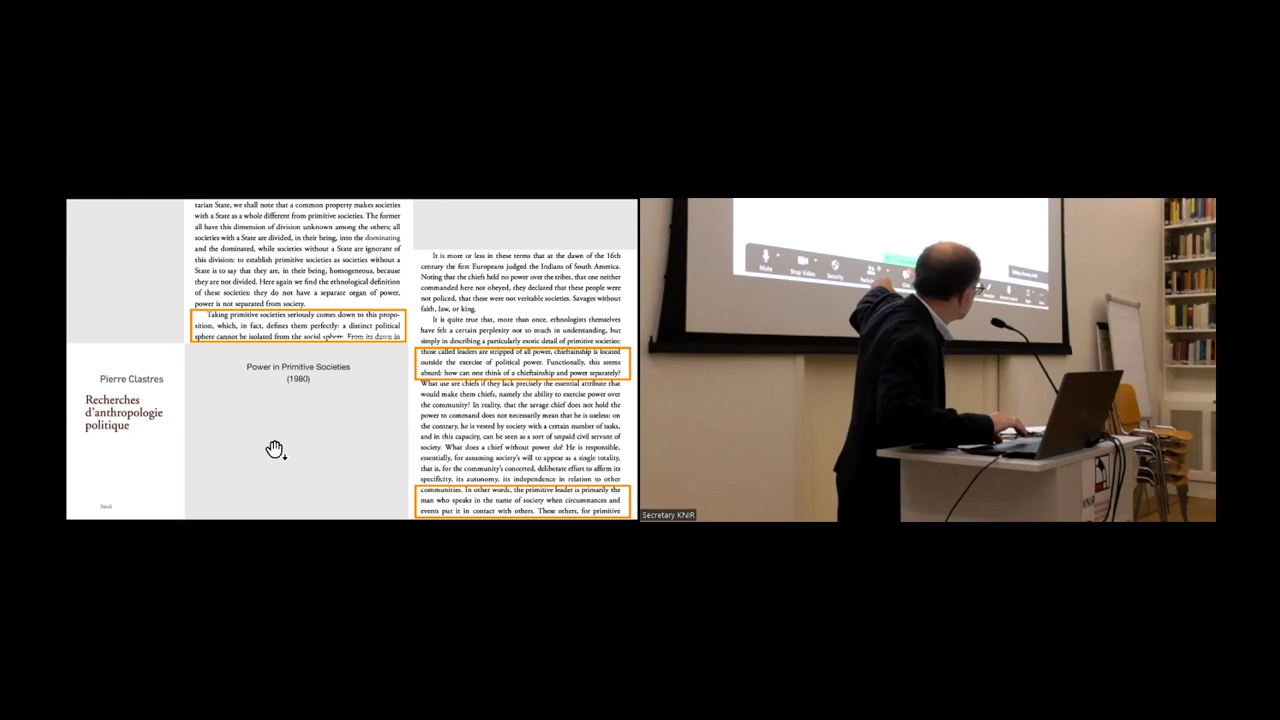 tarian State, we shall note that a common property makes societies
with a State as a whole different from primitive societies. The former
all have this dimension of division unknown among the others; all
societies with a State are divided, in their being, into the dominating
and the dominated, while societies without a State are ignorant of
this division: to establish primitive societies as societies without a
State is to say that they are, in their being, homogeneous, because
they are not divided. Here again we find the ethnological definition
of these societies: they do not have a separate organ of power,
power is not separated from society.
Taking primitive societies seriously comes down to this propo-
sition, which, in fact, defines them perfectly: a distinct political
sphere cannot be isolated from the social sphere. From its dawn in
Pierre Clastres
Recherches
d'anthropologie
politique
Seuil
Power in Primitive Societies
(1980)
It is more or less in these terms that at the dawn of the 16th
century the first Europeans judged the Indians of South America.
Noting that the chiefs held no power over the tribes, that one neither
commanded here nor obeyed, they declared that these people were
not policed, that these were not veritable societies. Savages without
faith, law, or king.
It is quite true that, more than once, ethnologists themselves
have felt a certain perplexity not so much in understanding, but
simply in describing a particularly exotic detail of primitive societies:
those called leaders are stripped of all power, chieftainship is located
outside the exercise of political power. Functionally, this seems
absurd: how can one think of a chieftainship and power separately?
What use are chiefs if they lack precisely the essential attribute that
would make them chiefs, namely the ability to exercise power over
the community? In reality, that the savage chief does not hold the
power to command does not necessarily mean that he is useless: on
the contrary, he is vested by society with a certain number of tasks,
and in this capacity, can be seen as a sort of unpaid civil servant of
society. What does a chief without power do? He is responsible,
essentially, for assuming society's will to appear as a single totality,
that is, for the community's concerted, deliberate effort to affirm its
specificity, its autonomy, its independence in relation to other
communities. In other words, the primitive leader is primarily the
man who speaks in the name of society when circumstances and
events put it in contact with others. These others, for primitive
Mute
Stop Video
Security
KNIR
Secretary KNIR